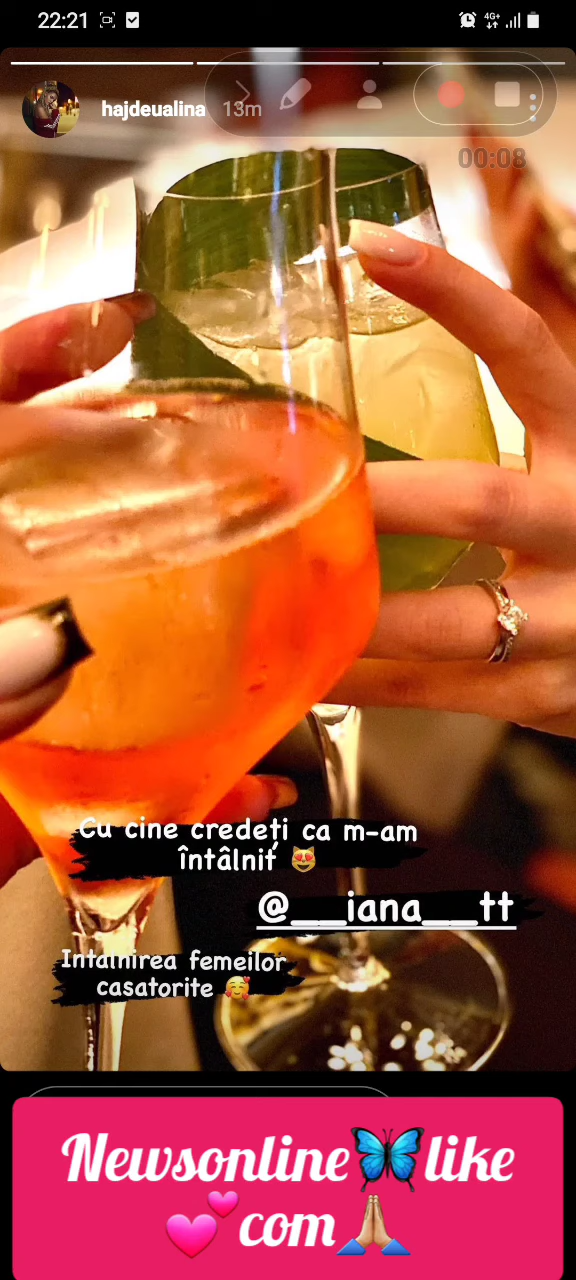 22:21
4G+
hajdeualina 13m
00:08
Cu cine credeți ca m-am
întâlnit 😻
@__iana__tt
Intalnirea femeilor
casatorite 🥰
Newsonline🦋like
💕com🙏🏼